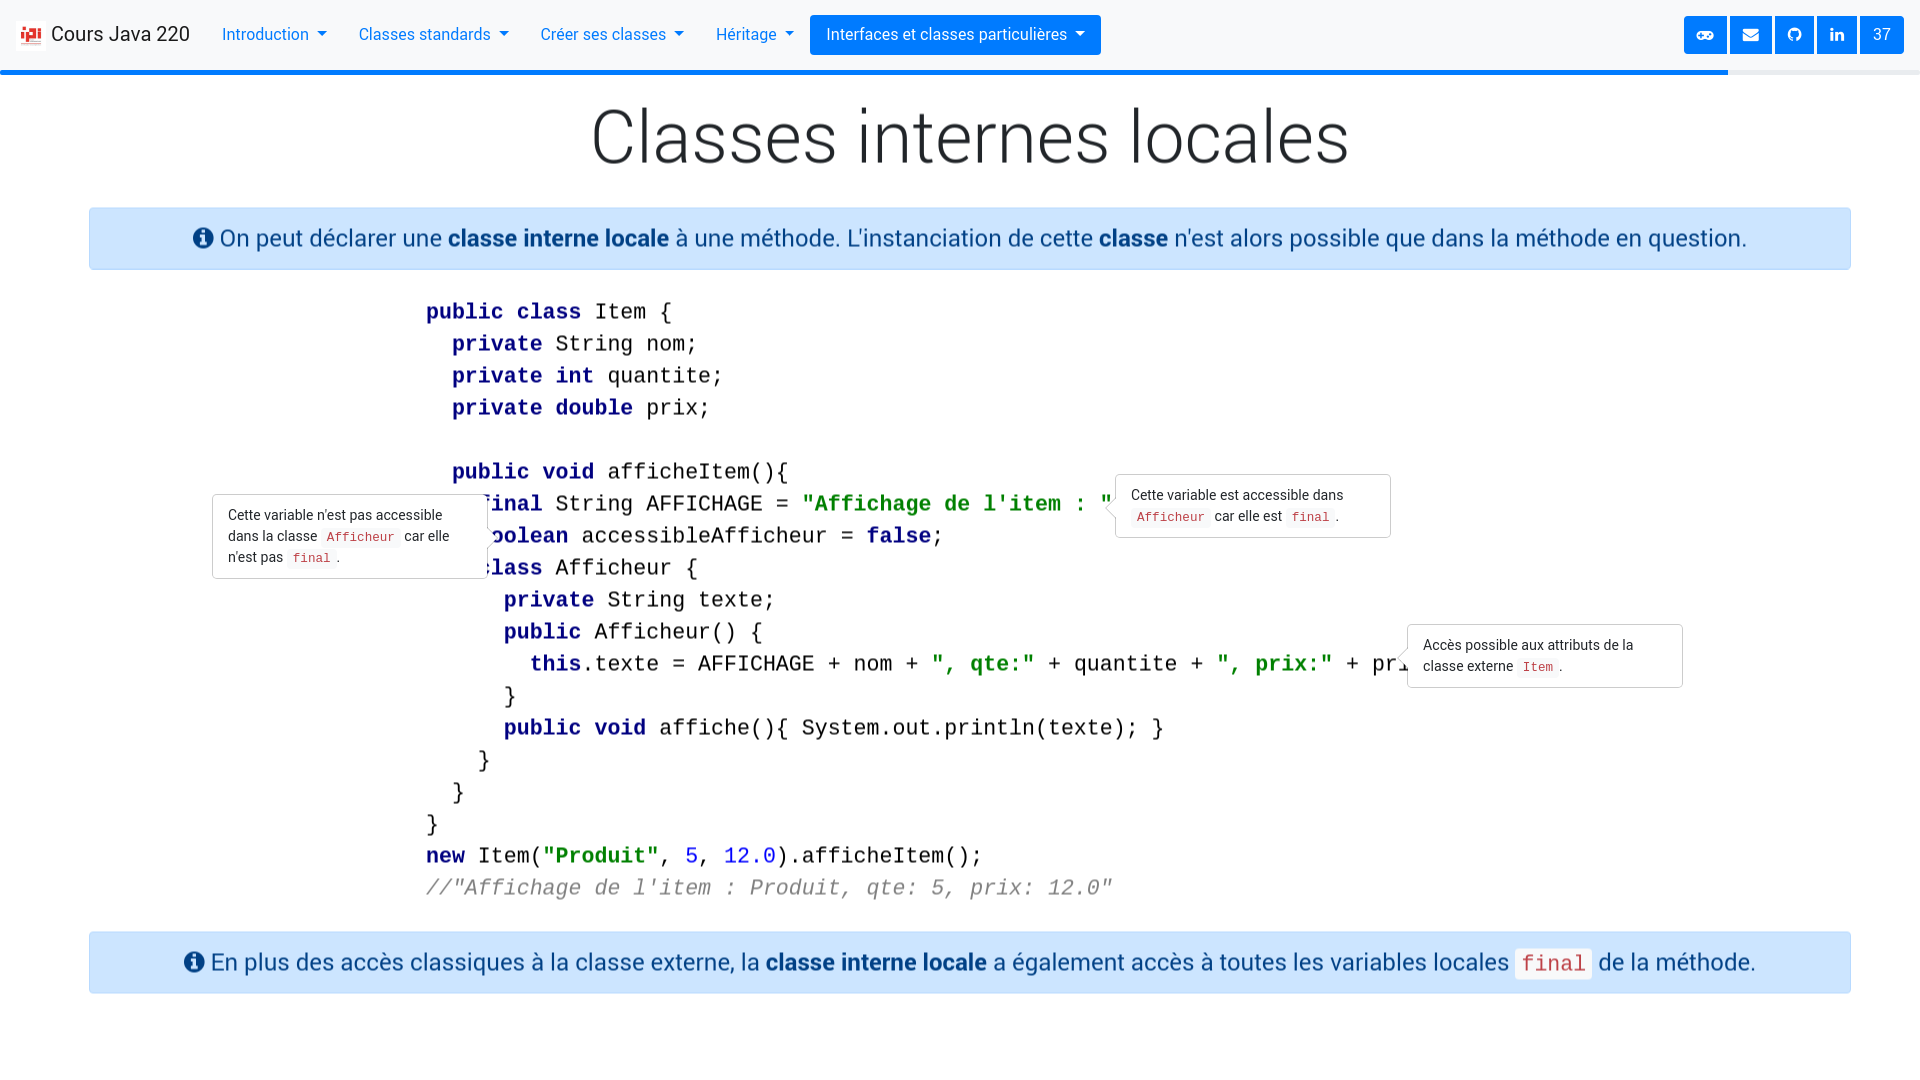 ipi Cours Java 220 Introduction Classes standards Créer ses classes Héritage Interfaces et classes particulières in 37
Classes internes locales
On peut déclarer une classe interne locale à une méthode. L'instanciation de cette classe n'est alors possible que dans la méthode en question.
public class Item {
private String nom;
private int quantite;
private double prix;
public void afficheItem(){
final String AFFICHAGE = "Affichage de l'item : "
oolean accessibleAfficheur = false;
class Afficheur {
private String texte;
public Afficheur() {
this.texte = AFFICHAGE + nom + ", qte:" + quantite + ", prix:" + pri
}
public void affiche(){ System.out.println(texte); }
}
}
}
new Item("Produit", 5, 12.0).afficheItem();
//"Affichage de l'item : Produit, qte: 5, prix: 12.0"
Cette variable n'est pas accessible
dans la classe Afficheur car elle
n'est pas final.
Cette variable est accessible dans
Afficheur car elle est final.
Accès possible aux attributs de la
classe externe Item.
En plus des accès classiques à la classe externe, la classe interne locale a également accès à toutes les variables locales final de la méthode.